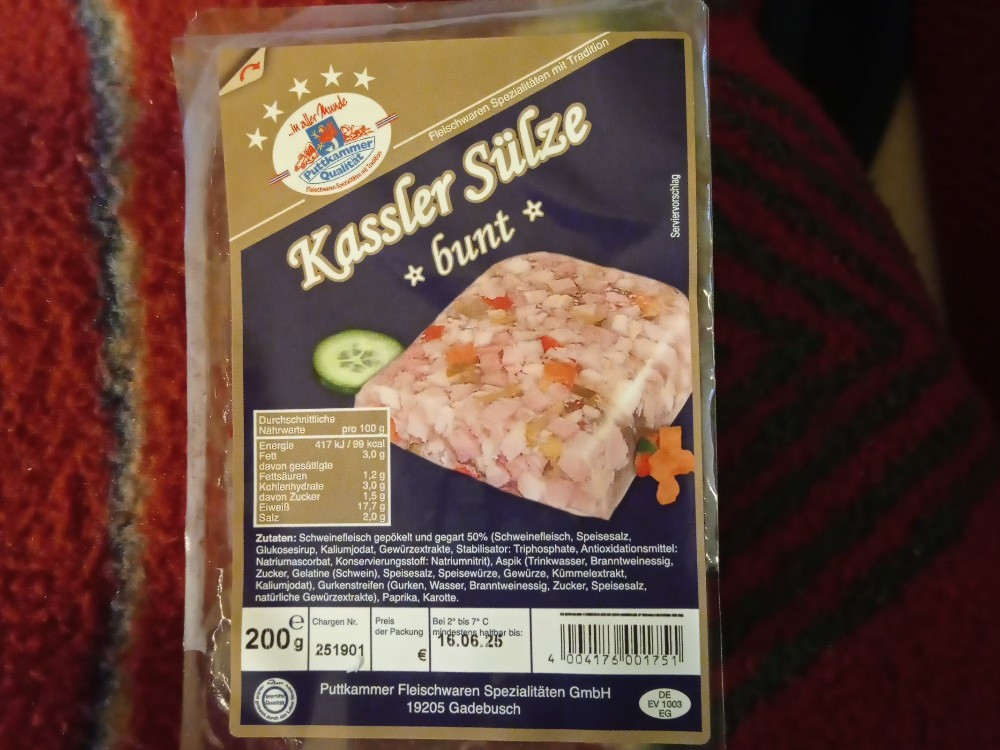 ...in aller Munde
Puttkammer
Qualität
Fleischwaren Spezialitäten mit Tradition
Fleischwaren Spezialitäten mit Tradition
Kassler Sülze
bunt
Serviervorschlag
Durchschnittliche
Nährwerte pro 100 g
Energie 417 kJ / 99 kcal
Fett 3,0 g
davon gesättigte
Fettsäuren 1,2 g
Kohlenhydrate 3,0 g
davon Zucker 1,5 g
Eiweiß 17,7 g
Salz 2,0 g
Zutaten: Schweinefleisch gepökelt und gegart 50% (Schweinefleisch, Speisesalz,
Glukosesirup, Kaliumjodat, Gewürzextrakte, Stabilisator: Triphosphate, Antioxidationsmittel:
Natriumascorbat, Konservierungsstoff: Natriumnitrit), Aspik (Trinkwasser, Branntweinessig,
Zucker, Gelatine (Schwein), Speisesalz, Speisewürze, Gewürze, Kümmelextrakt,
Kaliumjodat), Gurkenstreifen (Gurken, Wasser, Branntweinessig, Zucker, Speisesalz,
natürliche Gewürzextrakte), Paprika, Karotte.
200 g e
Chargen Nr.
251901
Preis
der Packung
€
Bei 2° bis 7° C
mindestens haltbar bis:
16.06.25
4 004176 001751
Puttkammer Fleischwaren Spezialitäten GmbH
19205 Gadebusch
DE
EV 1003
EG